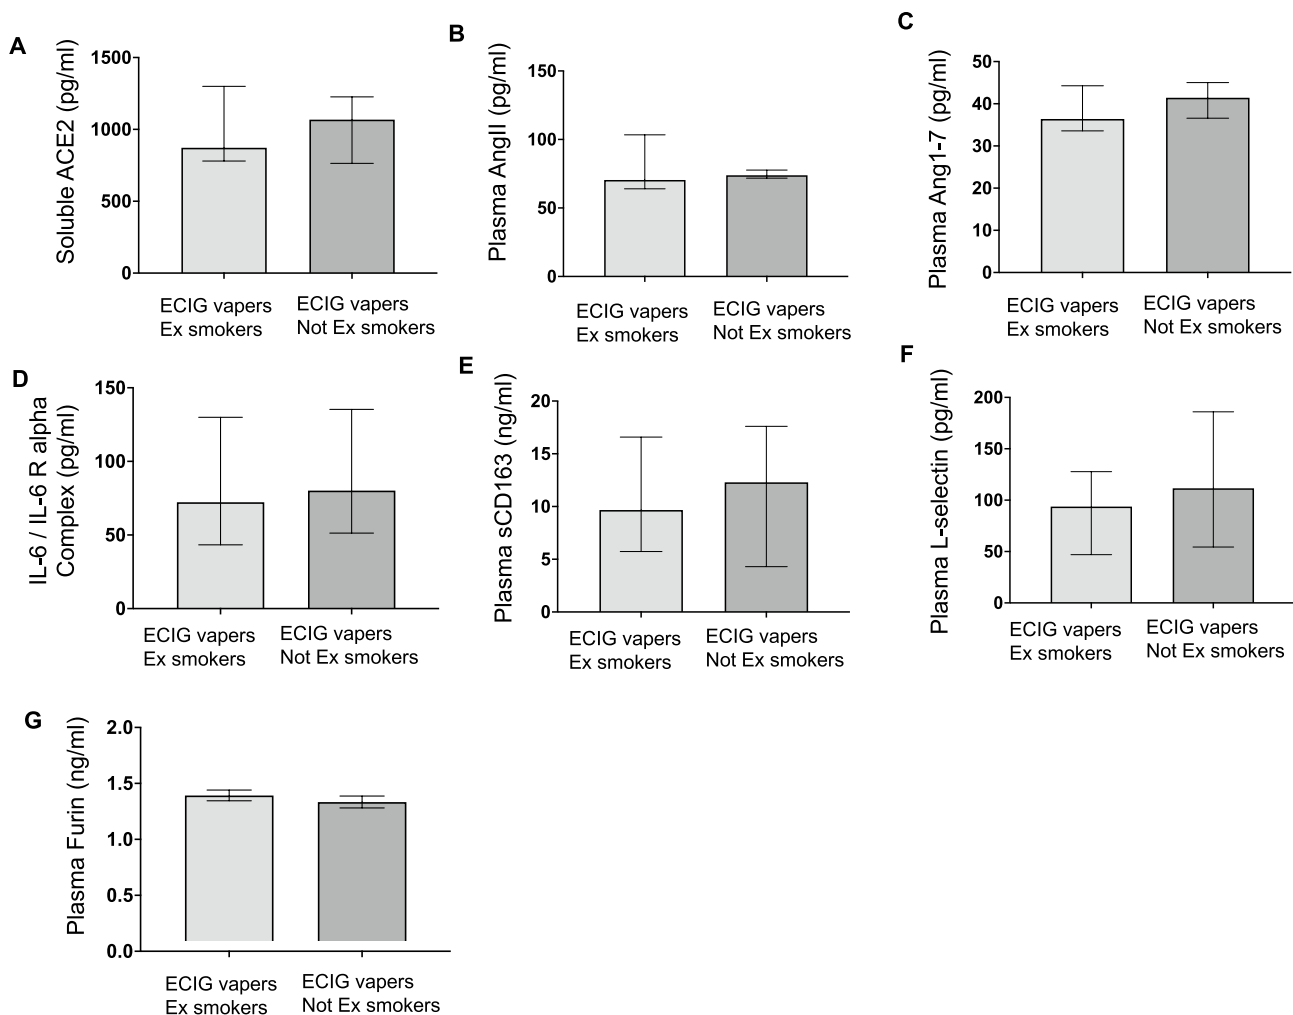 A
Soluble ACE2 (pg/ml)
1500
1000
500
0
ECIG vapers
Ex smokers
ECIG vapers
Not Ex smokers
B
Plasma AngII (pg/ml)
150
100
50
0
ECIG vapers
Ex smokers
ECIG vapers
Not Ex smokers
C
Plasma Ang1-7 (pg/ml)
50
40
30
20
10
0
ECIG vapers
Ex smokers
ECIG vapers
Not Ex smokers
D
IL-6 / IL-6 R alpha
Complex (pg/ml)
150
100
50
0
ECIG vapers
Ex smokers
ECIG vapers
Not Ex smokers
E
Plasma sCD163 (ng/ml)
20
15
10
5
0
ECIG vapers
Ex smokers
ECIG vapers
Not Ex smokers
F
Plasma L-selectin (pg/ml)
200
150
100
50
0
ECIG vapers
Ex smokers
ECIG vapers
Not Ex smokers
G
Plasma Furin (ng/ml)
2.0
1.5
1.0
0.5
0.0
ECIG vapers
Ex smokers
ECIG vapers
Not Ex smokers